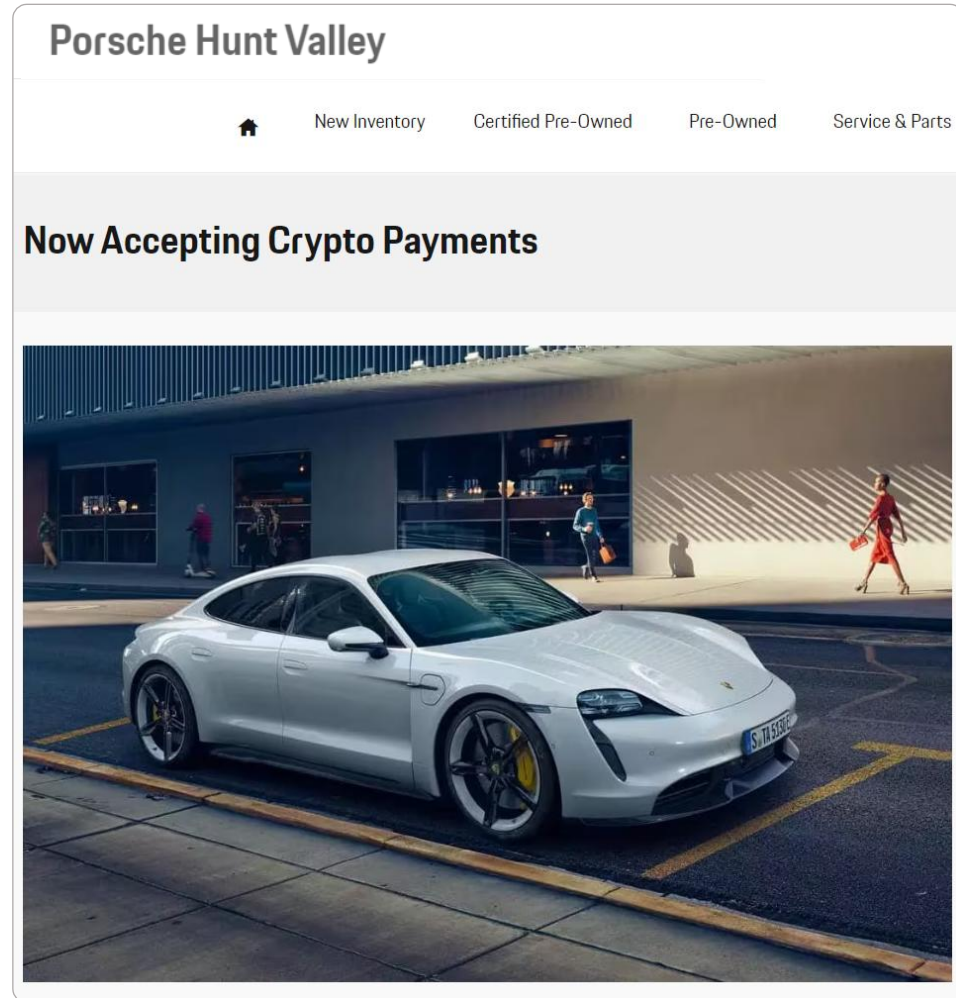 Porsche Hunt Valley
New Inventory Certified Pre-Owned Pre-Owned Service & Parts
Now Accepting Crypto Payments
S TA 5130E